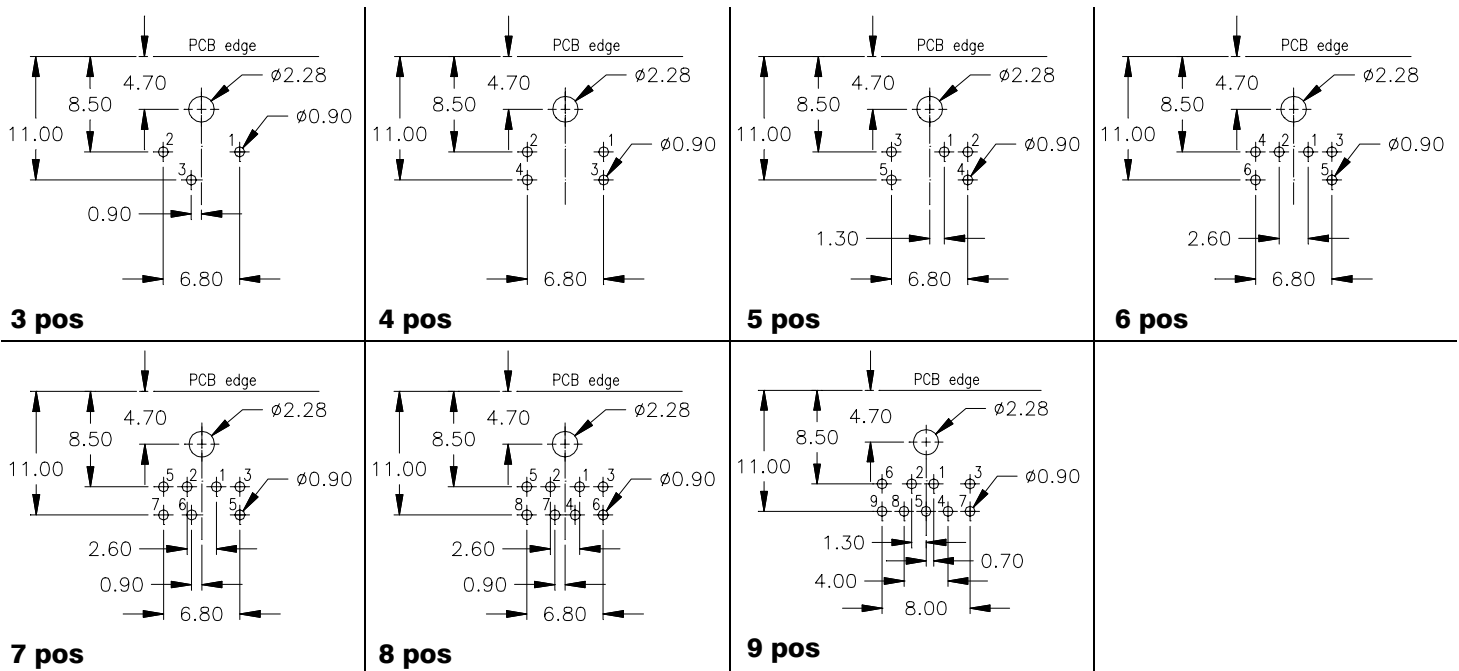 PCB edge
4.70
ø2.28
8.50
ø0.90
11.00
2
1
3
0.90
6.80
3 pos
PCB edge
4.70
ø2.28
8.50
ø0.90
11.00
2
1
4
3
6.80
4 pos
PCB edge
4.70
ø2.28
8.50
ø0.90
11.00
3
1
2
5
4
1.30
6.80
5 pos
PCB edge
4.70
ø2.28
8.50
ø0.90
11.00
4
2
1
3
6
5
2.60
6.80
6 pos
PCB edge
4.70
ø2.28
8.50
ø0.90
11.00
5
2
1
3
7
6
5
2.60
0.90
6.80
7 pos
PCB edge
4.70
ø2.28
8.50
ø0.90
11.00
5
2
1
3
8
7
4
6
2.60
0.90
6.80
8 pos
PCB edge
4.70
ø2.28
8.50
ø0.90
11.00
6
2
1
3
9
8
5
4
7
1.30
0.70
4.00
8.00
9 pos